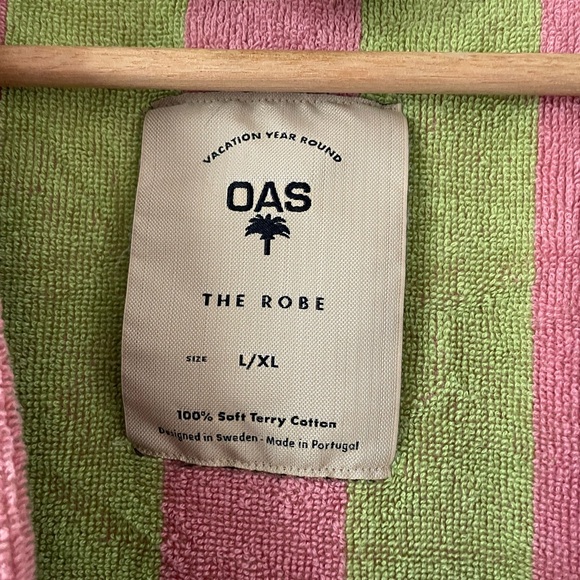 VACATION YEAR ROUND
OAS
THE ROBE
SIZE L/XL
100% Soft Terry Cotton
Designed in Sweden - Made in Portugal